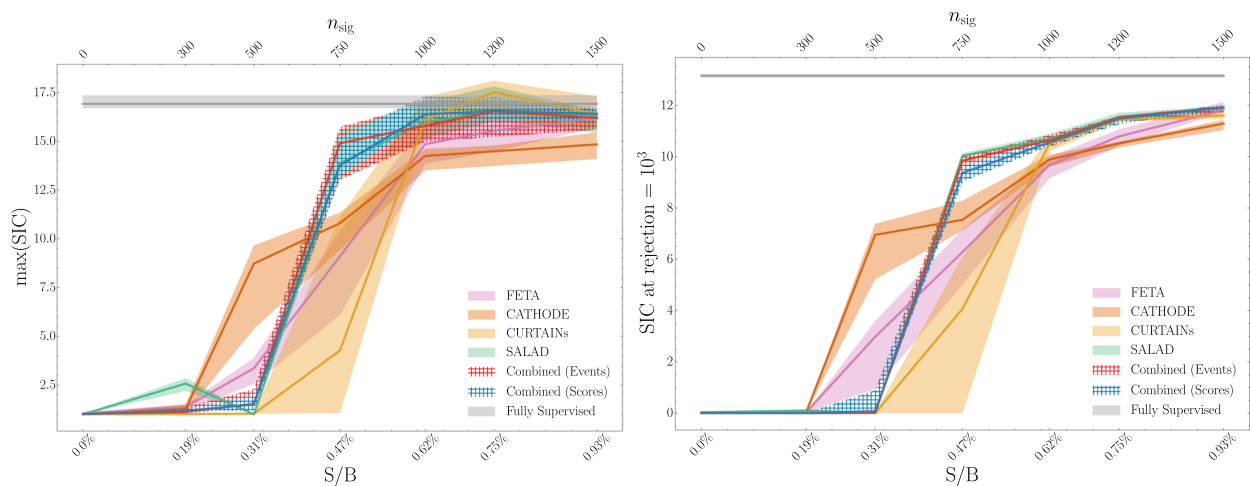 n_sig
0 300 500 750 1000 1200 1500
max(SIC)
17.5
15.0
12.5
10.0
7.5
5.0
2.5
FETA
CATHODE
CURTAINs
SALAD
Combined (Events)
Combined (Scores)
Fully Supervised
0.0% 0.19% 0.31% 0.47% 0.62% 0.75% 0.93%
S/B
n_sig
0 300 500 750 1000 1200 1500
SIC at rejection = 10³
12
10
8
6
4
2
0
FETA
CATHODE
CURTAINs
SALAD
Combined (Events)
Combined (Scores)
Fully Supervised
0.0% 0.19% 0.31% 0.47% 0.62% 0.75% 0.93%
S/B